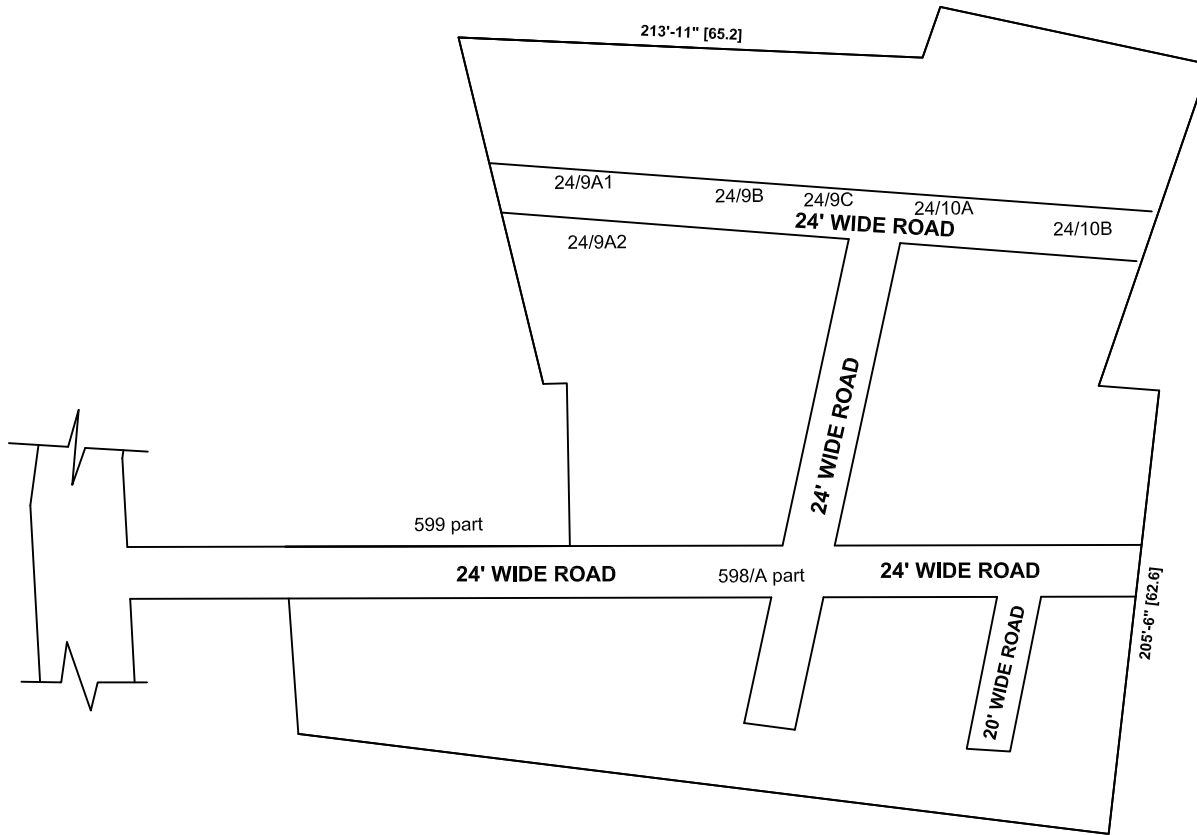 213'-11" [65.2]
24/9A1
24/9B
24/9C
24/10A
24/10B
24' WIDE ROAD
24/9A2
24' WIDE ROAD
599 part
24' WIDE ROAD
598/A part
24' WIDE ROAD
205'-6" [62.6]
20' WIDE ROAD